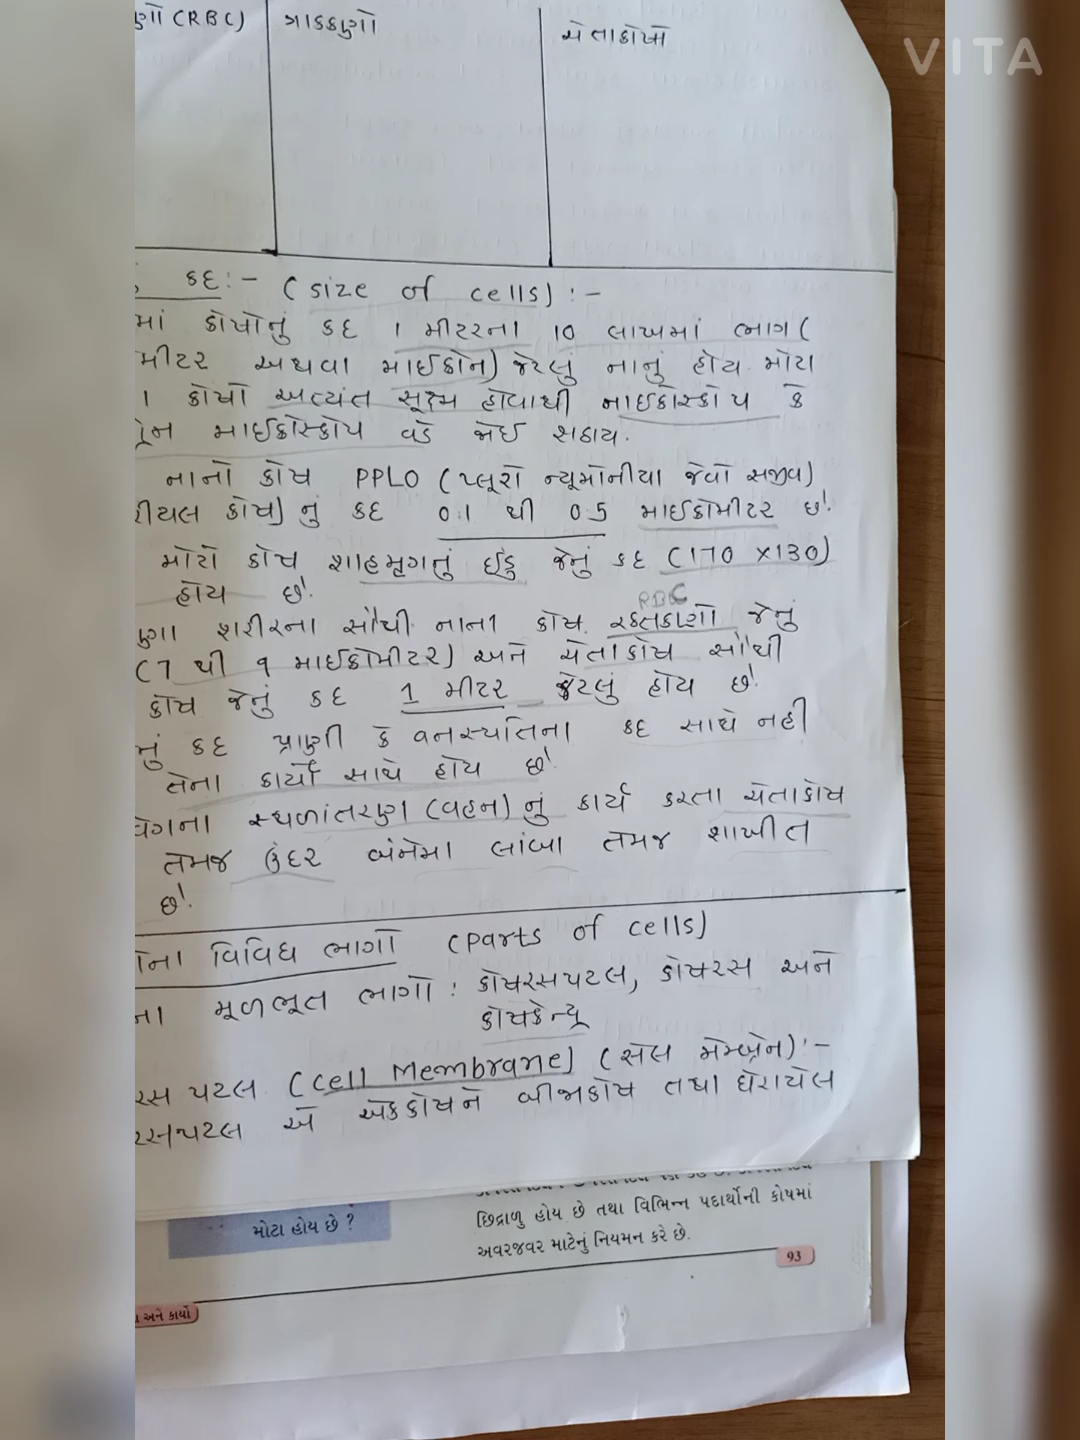 VITA
ણો (RBC) ત્રાકકણો ચેતાકોષો
કદ :- (Size of cells) :-
માં કોષોનું કદ 1 મીટરના 10 લાખમાં ભાગ (
મીટર અથવા માઈક્રોન) જેટલું નાનું હોય. મોટા
કોષો અત્યંત સૂક્ષ્મ હોવાથી માઈક્રોસ્કોપ કે
ટ્રોન માઈક્રોસ્કોપ વડે જોઈ શકાય.
નાનો કોષ PPLO (પ્લૂરો ન્યૂમોનીયા જેવો સજીવ)
રીયલ કોષ) નું કદ 0.1 થી 0.5 માઈક્રોમીટર છે.
મોટો કોષ શાહમૃગનું ઈંડુ જેનું કદ (170 X130)
હોય છે.
RBC
શરીરના સૌથી નાના કોષ રક્તકણો જેનું
(7 થી 9 માઈક્રોમીટર) અને ચેતાકોષ સૌથી
કોષ જેનું કદ 1 મીટર જેટલું હોય છે.
નું કદ પ્રાણી કે વનસ્પતિના કદ સાથે નહી
તેના કાર્યો સાથે હોય છે.
વેગના સ્થળાંતરણ (વહન) નું કાર્ય કરતા ચેતાકોષ
તેમજ ઉંદર બંનેમા લાંબા તેમજ શાખીત
છે.
ના વિવિધ ભાગો (Parts of cells)
ના મૂળભૂત ભાગો : કોષરસપટલ, કોષરસ અને
કોષકેન્દ્ર
રસ પટલ (Cell Membrane) (સેલ મેમ્બ્રેન) :-
રસપટલ એ એકકોષને બીજાકોષ તથા ઘેરાયેલ
મોટા હોય છે ?
છિદ્રાળુ હોય છે તથા વિભિન્ન પદાર્થોની કોષમાં
અવરજવર માટેનું નિયમન કરે છે.
93
અને કાર્યો